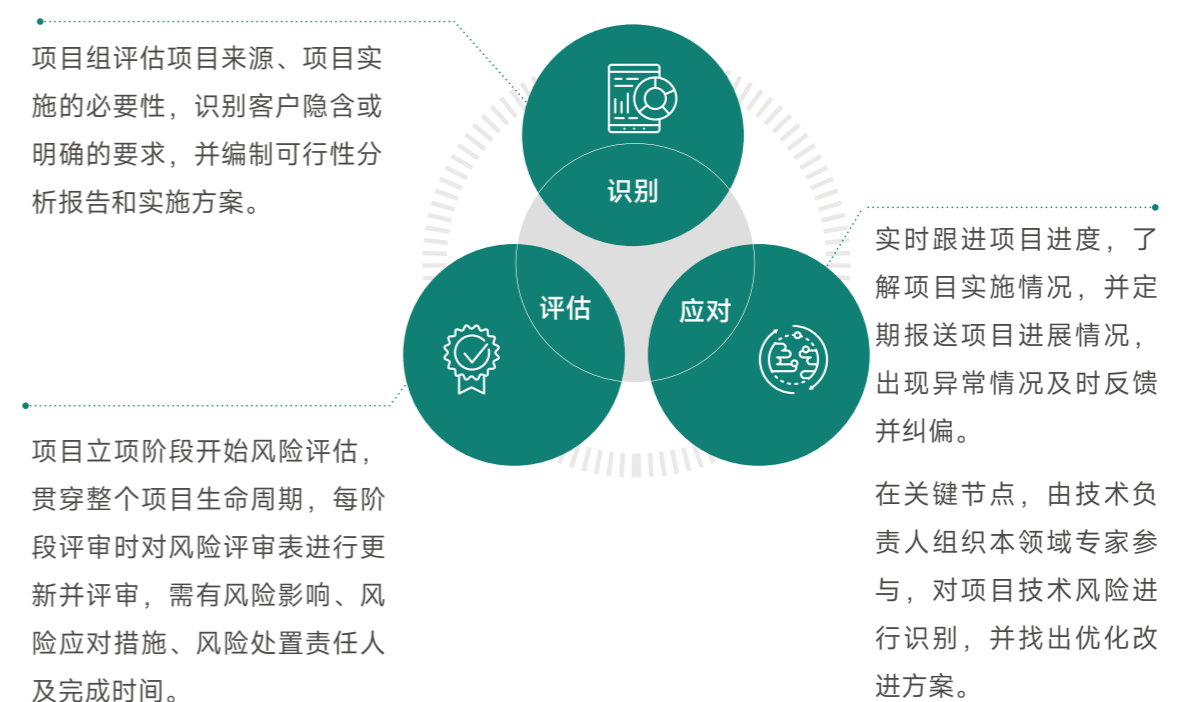 项目组评估项目来源、项目实
施的必要性，识别客户隐含或
明确的要求，并编制可行性分
析报告和实施方案。
识别
评估
应对
实时跟进项目进度，了
解项目实施情况，并定
期报送项目进展情况，
出现异常情况及时反馈
并纠偏。
在关键节点，由技术负
责人组织本领域专家参
与，对项目技术风险进
行识别，并找出优化改
进方案。
项目立项阶段开始风险评估，
贯穿整个项目生命周期，每阶
段评审时对风险评审表进行更
新并评审，需有风险影响、风
险应对措施、风险处置责任人
及完成时间。